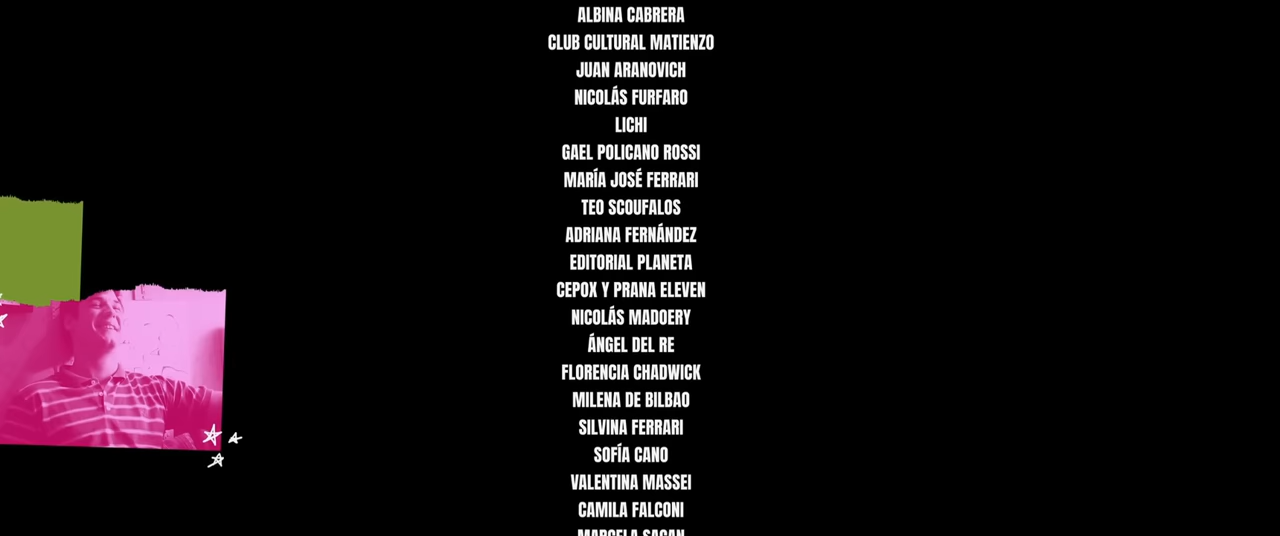 ALBINA CABRERA
CLUB CULTURAL MATIENZO
JUAN ARANOVICH
NICOLÁS FURFARO
LICHI
GAEL POLICANO ROSSI
MARÍA JOSÉ FERRARI
TEO SCOUFALOS
ADRIANA FERNÁNDEZ
EDITORIAL PLANETA
CEPOX Y PRANA ELEVEN
NICOLÁS MADOERY
ÁNGEL DEL RE
FLORENCIA CHADWICK
MILENA DE BILBAO
SILVINA FERRARI
SOFÍA CANO
VALENTINA MASSEI
CAMILA FALCONI